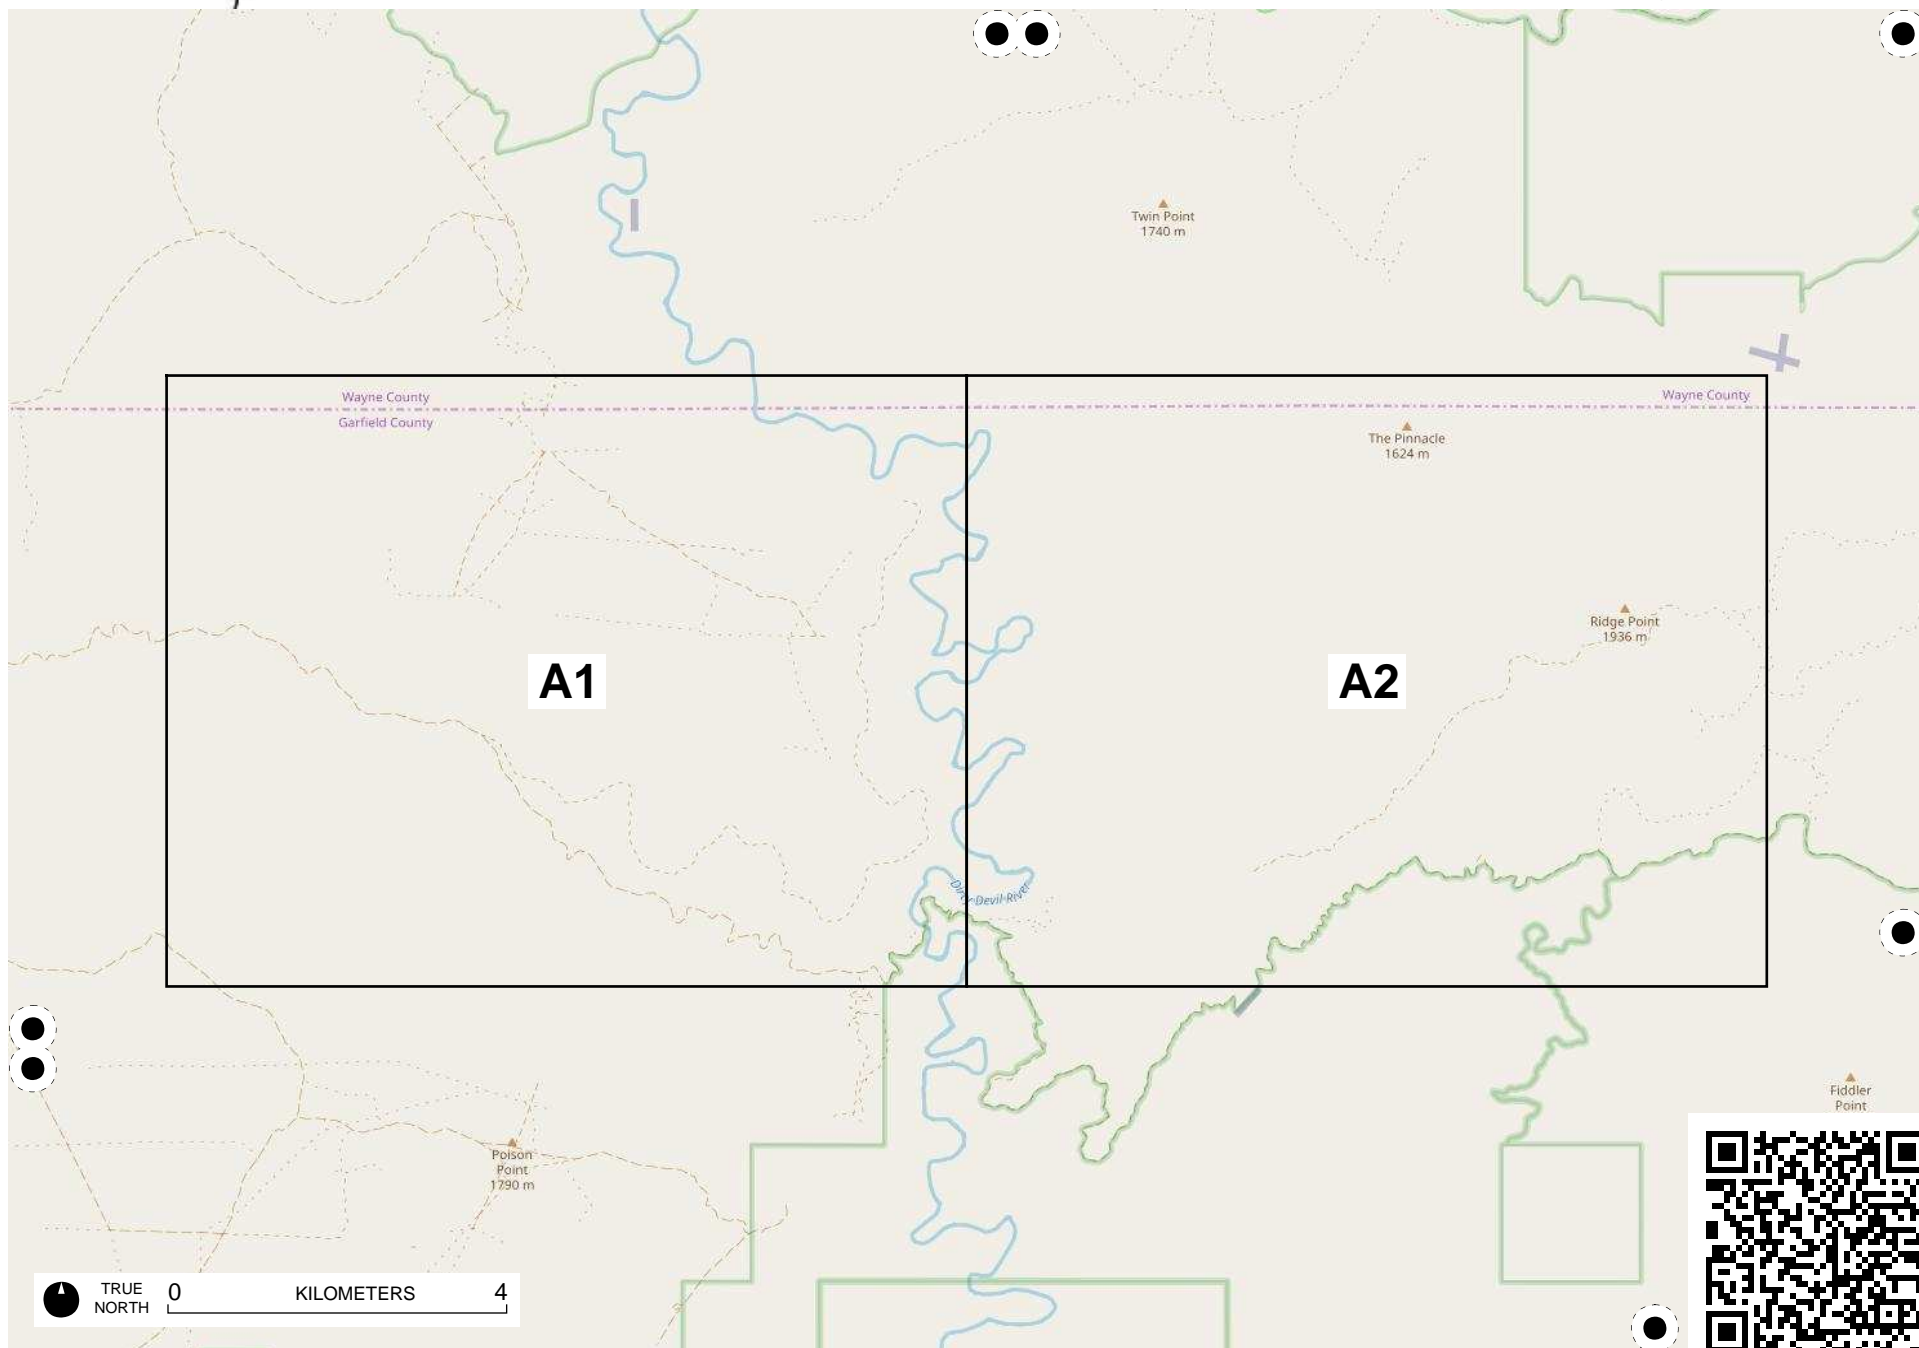 Twin Point
1740 m
Wayne County
Garfield County
Wayne County
The Pinnacle
1624 m
Ridge Point
1936 m
A1
A2
Dirty Devil River
Fiddler
Point
Poison
Point
1790 m
TRUE
NORTH
0
KILOMETERS
4